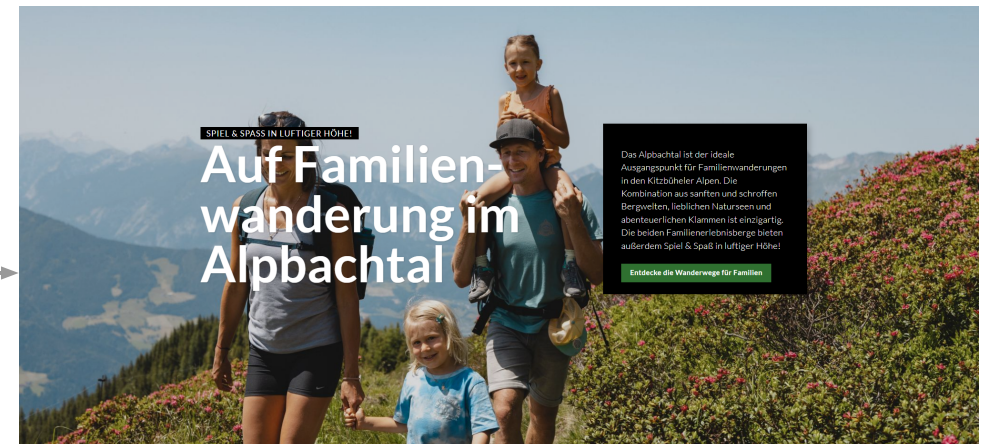 SPIEL & SPASS IN LUFTIGER HÖHE!
Auf Familien-
wanderung im
Alpbachtal
Das Alpbachtal ist der ideale
Ausgangspunkt für Familienwanderungen
in den Kitzbüheler Alpen. Die
Kombination aus sanften und schroffen
Bergwelten, lieblichen Naturseen und
abenteuerlichen Klammen ist einzigartig.
Die beiden Familienerlebnisberge bieten
außerdem Spiel & Spaß in luftiger Höhe!
Entdecke die Wanderwege für Familien